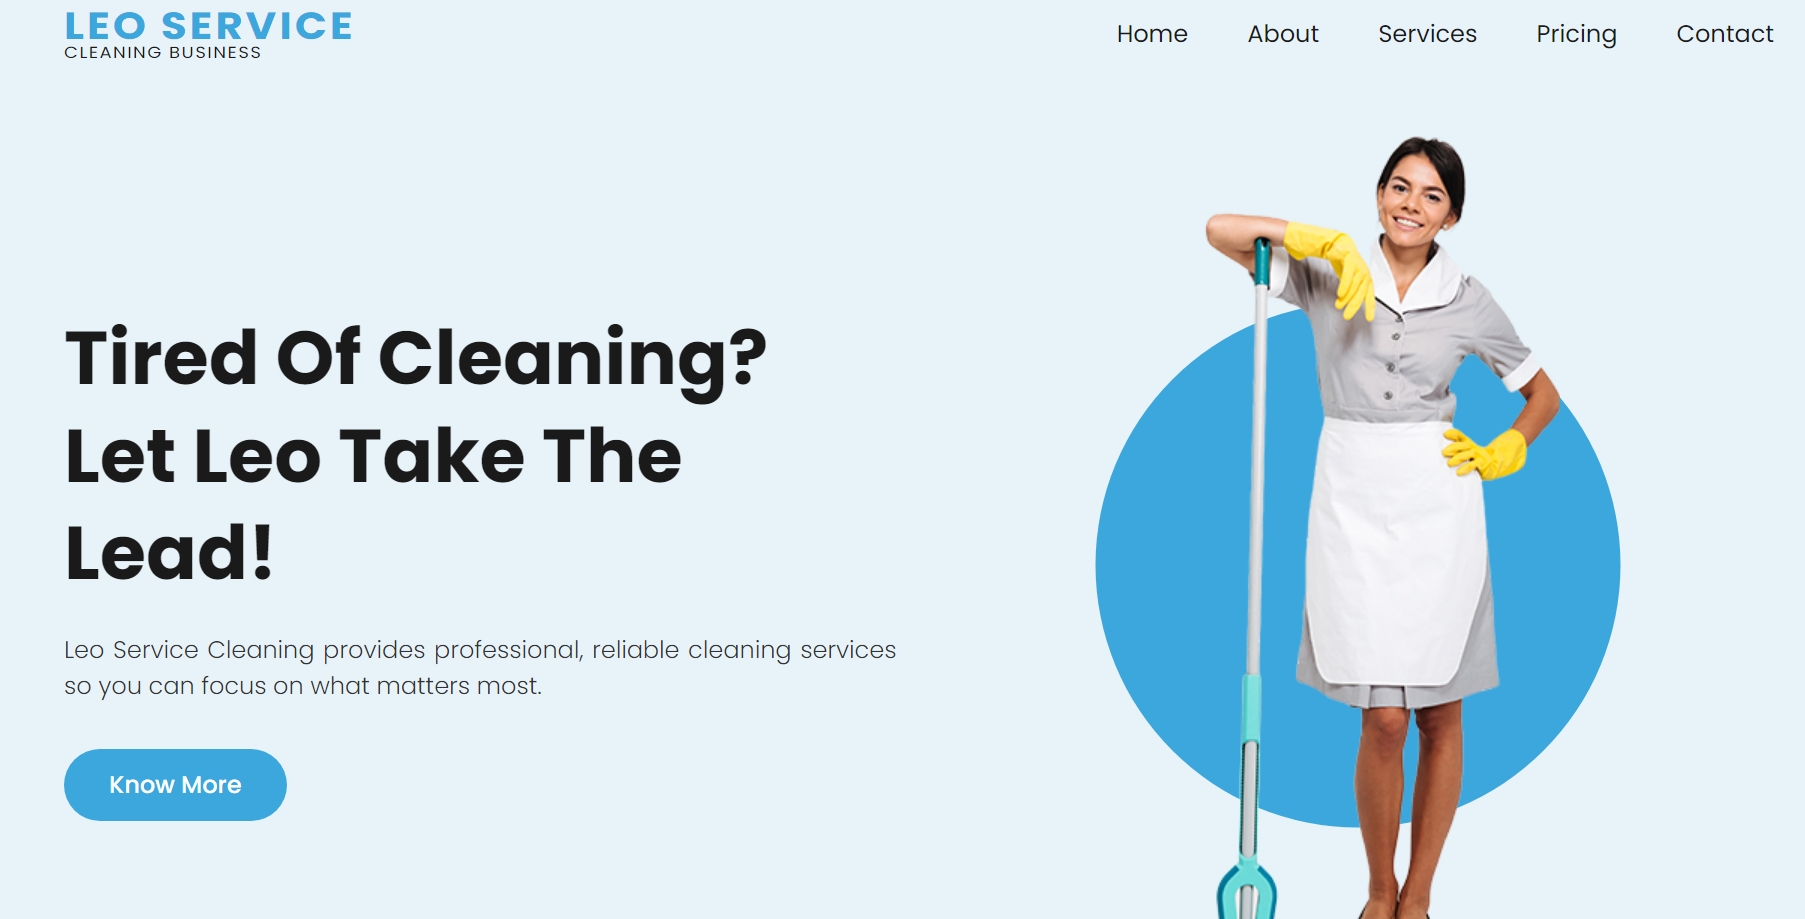 LEO SERVICE
CLEANING BUSINESS
Home About Services Pricing Contact
Tired Of Cleaning?
Let Leo Take The
Lead!
Leo Service Cleaning provides professional, reliable cleaning services
so you can focus on what matters most.
Know More